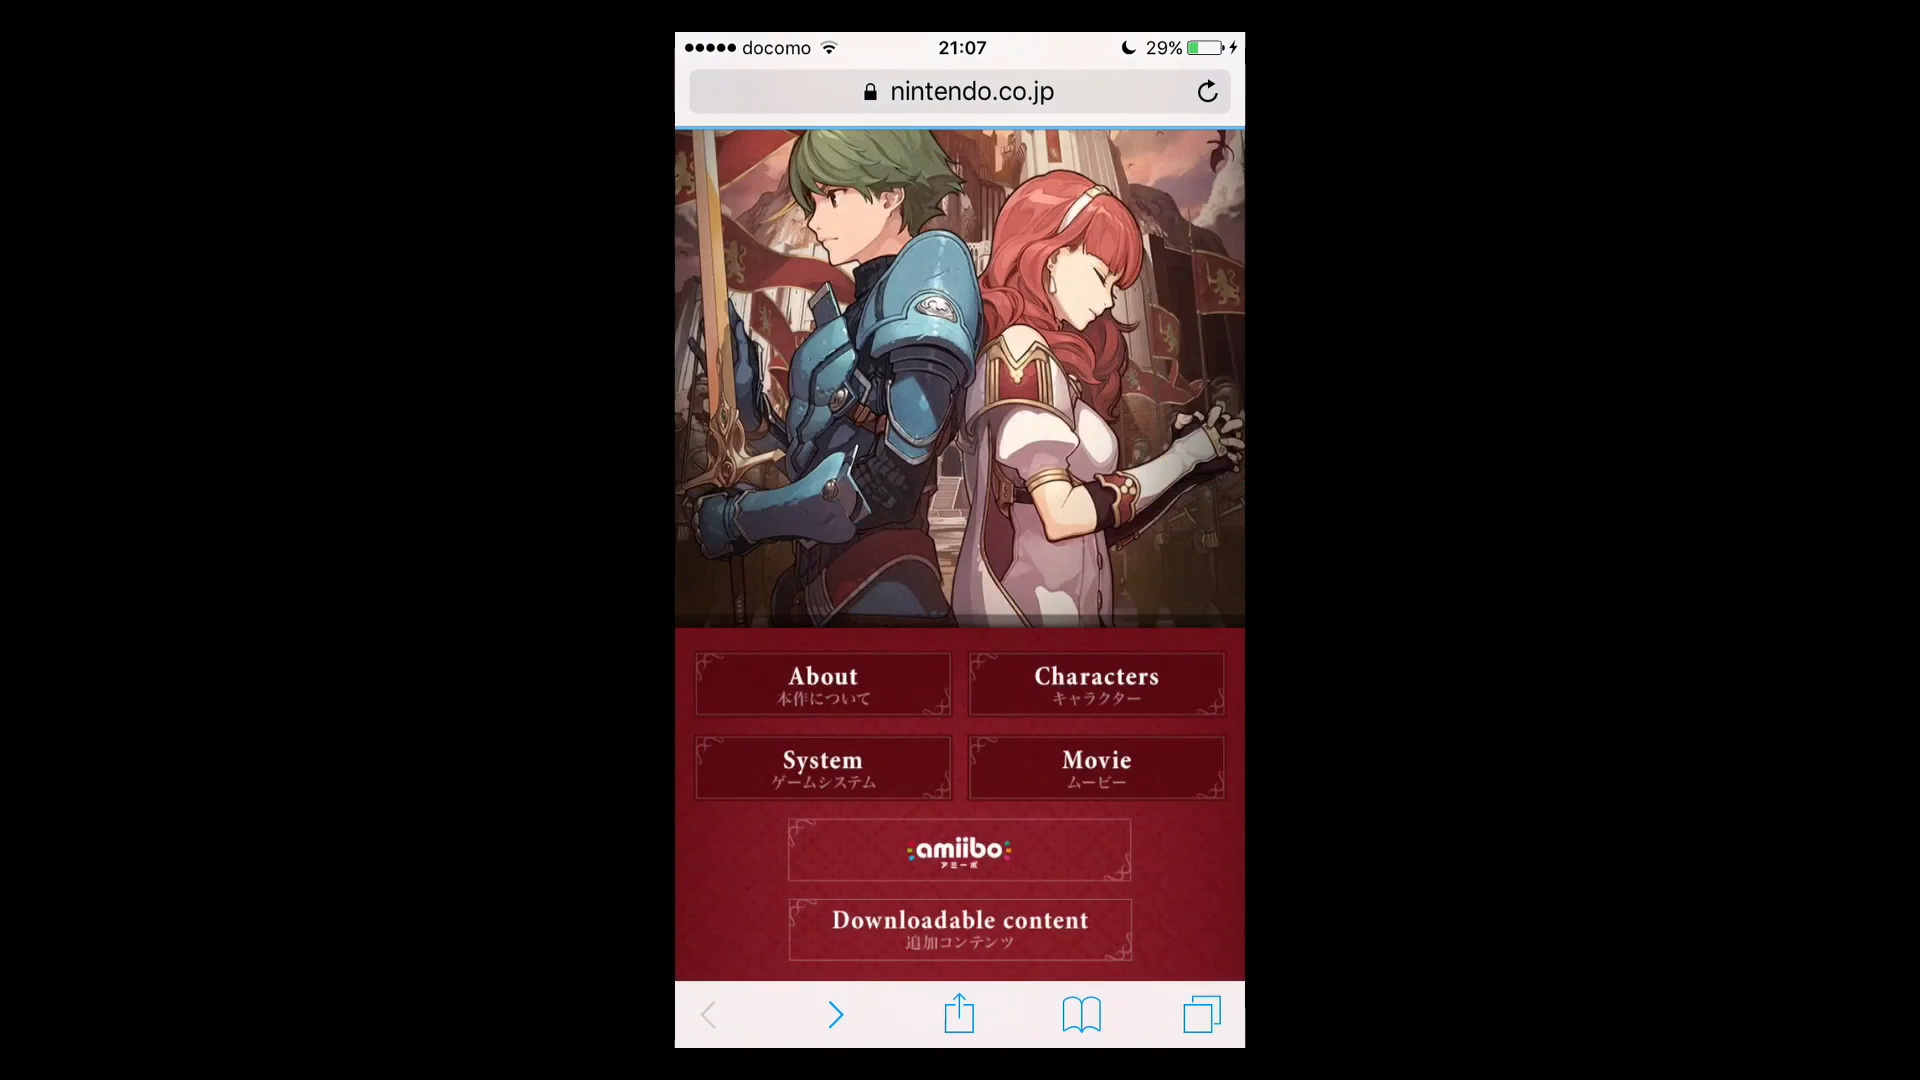 docomo 21:07 29%
nintendo.co.jp
About
本作について
Characters
キャラクター
System
ゲームシステム
Movie
ムービー
amiibo
アミーボ
Downloadable content
追加コンテンツ